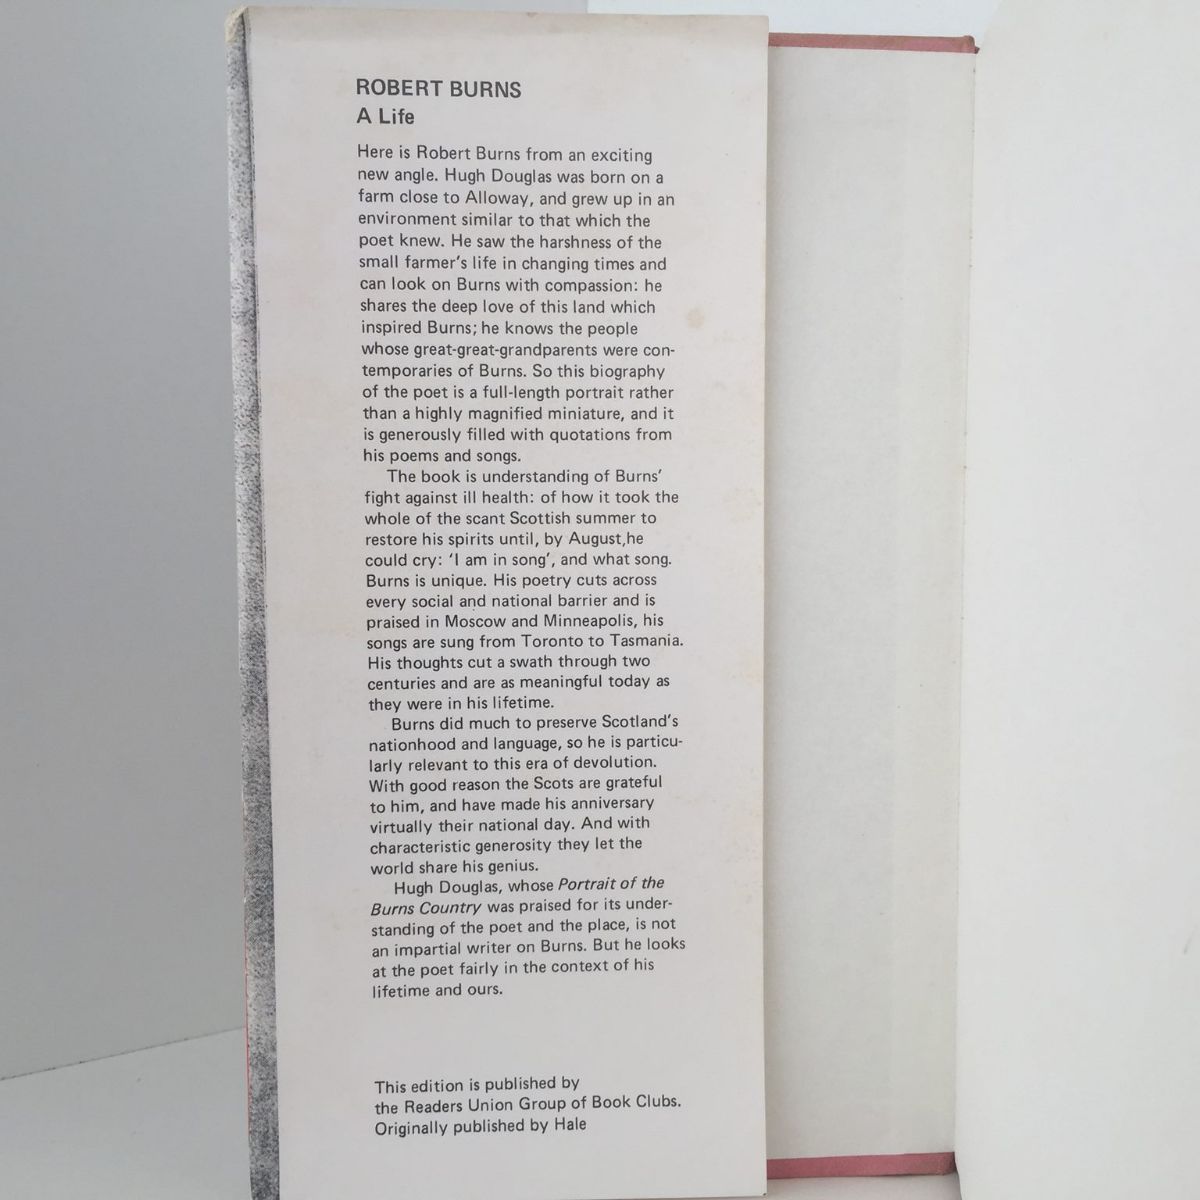 ROBERT BURNS
A Life
Here is Robert Burns from an exciting
new angle. Hugh Douglas was born on a
farm close to Alloway, and grew up in an
environment similar to that which the
poet knew. He saw the harshness of the
small farmer's life in changing times and
can look on Burns with compassion: he
shares the deep love of this land which
inspired Burns; he knows the people
whose great-great-grandparents were con-
temporaries of Burns. So this biography
of the poet is a full-length portrait rather
than a highly magnified miniature, and it
is generously filled with quotations from
his poems and songs.
The book is understanding of Burns'
fight against ill health: of how it took the
whole of the scant Scottish summer to
restore his spirits until, by August,he
could cry: 'I am in song', and what song.
Burns is unique. His poetry cuts across
every social and national barrier and is
praised in Moscow and Minneapolis, his
songs are sung from Toronto to Tasmania.
His thoughts cut a swath through two
centuries and are as meaningful today as
they were in his lifetime.
Burns did much to preserve Scotland's
nationhood and language, so he is particu-
larly relevant to this era of devolution.
With good reason the Scots are grateful
to him, and have made his anniversary
virtually their national day. And with
characteristic generosity they let the
world share his genius.
Hugh Douglas, whose Portrait of the
Burns Country was praised for its under-
standing of the poet and the place, is not
an impartial writer on Burns. But he looks
at the poet fairly in the context of his
lifetime and ours.
This edition is published by
the Readers Union Group of Book Clubs.
Originally published by Hale